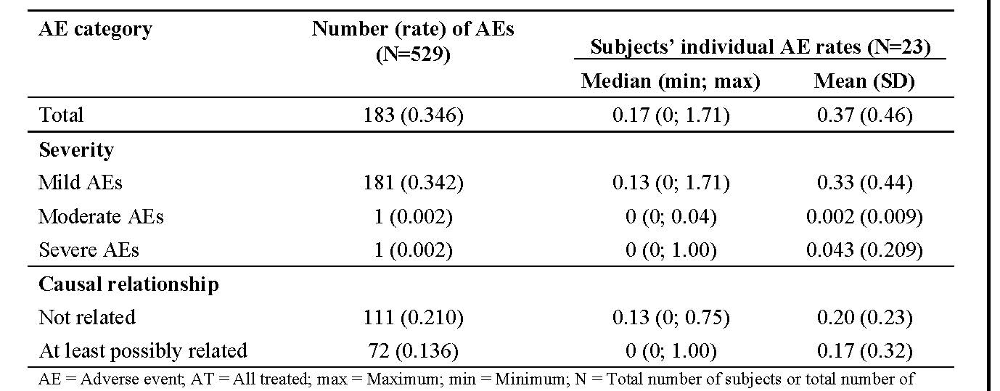 AE category Number (rate) of AEs
(N=529) Subjects’ individual AE rates (N=23)
Median (min; max) Mean (SD)
Total 183 (0.346) 0.17 (0; 1.71) 0.37 (0.46)
Severity
Mild AEs 181 (0.342) 0.13 (0; 1.71) 0.33 (0.44)
Moderate AEs 1 (0.002) 0 (0; 0.04) 0.002 (0.009)
Severe AEs 1 (0.002) 0 (0; 1.00) 0.043 (0.209)
Causal relationship
Not related 111 (0.210) 0.13 (0; 0.75) 0.20 (0.23)
At least possibly related 72 (0.136) 0 (0; 1.00) 0.17 (0.32)
AE = Adverse event; AT = All treated; max = Maximum; min = Minimum; N = Total number of subjects or total number of